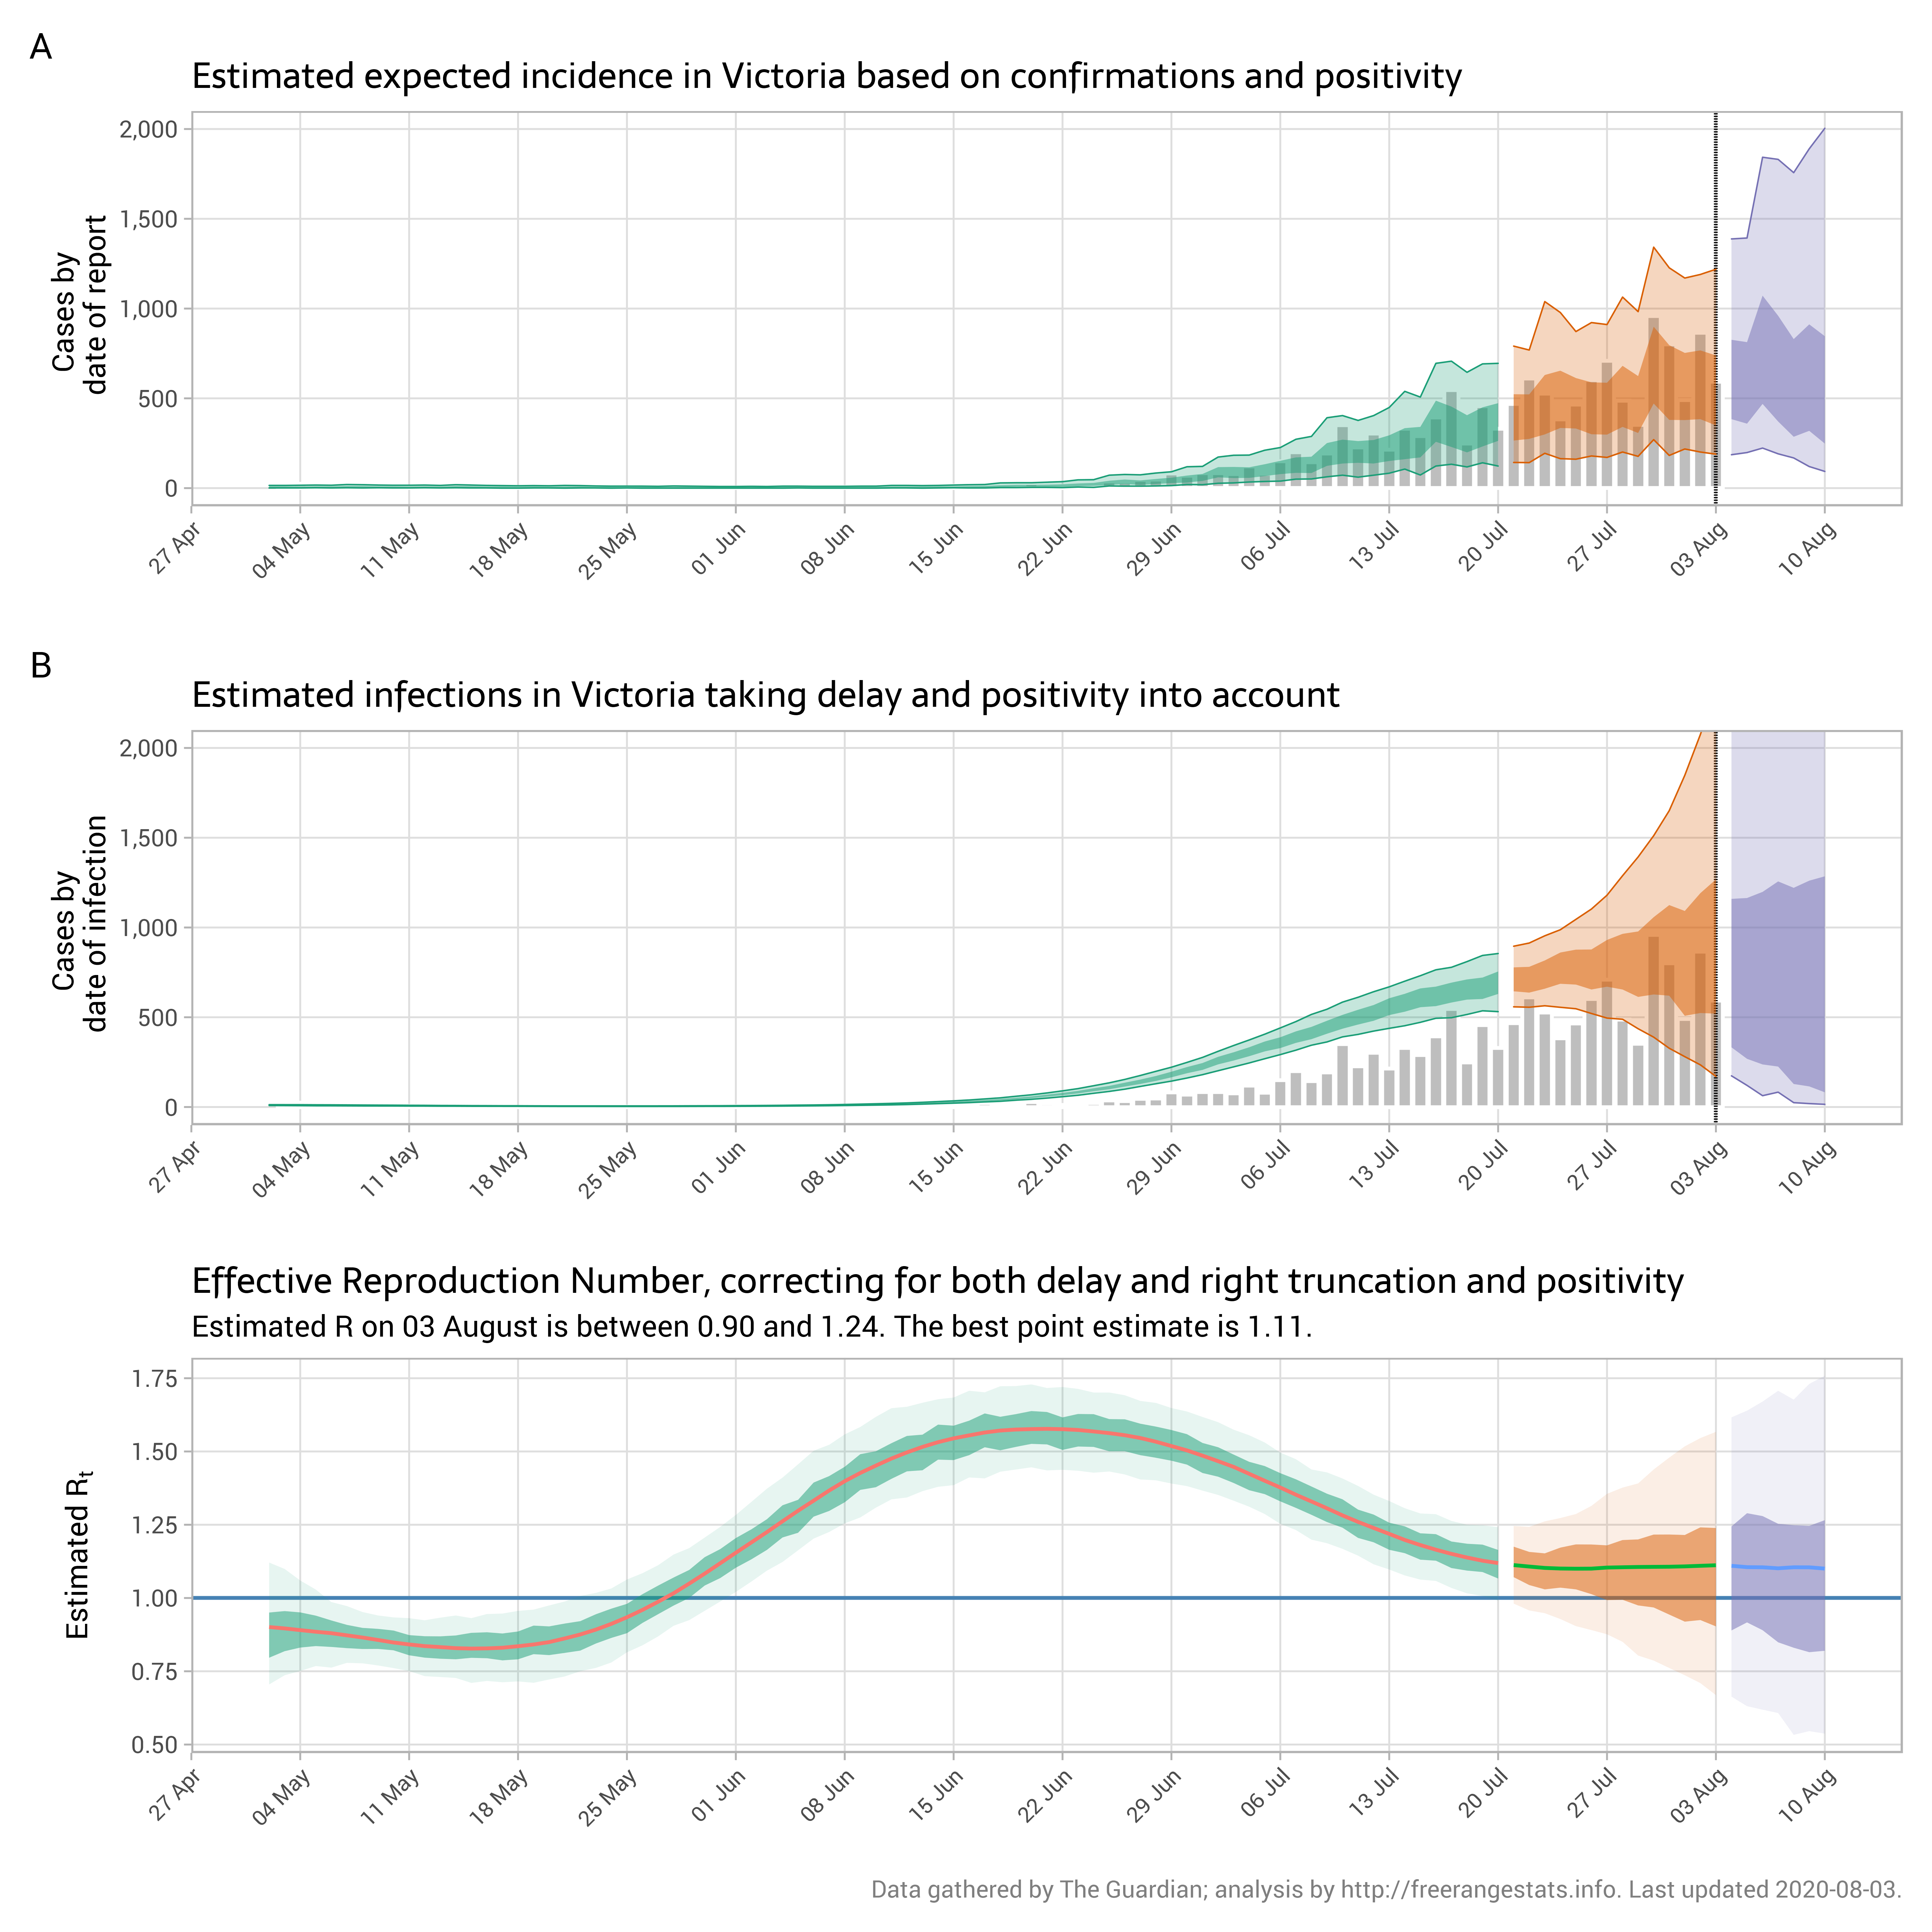 A
Estimated expected incidence in Victoria based on confirmations and positivity
Cases by
date of report
2,000
1,500
1,000
500
0
27 Apr
04 May
11 May
18 May
25 May
01 Jun
08 Jun
15 Jun
22 Jun
29 Jun
06 Jul
13 Jul
20 Jul
27 Jul
03 Aug
10 Aug
B
Estimated infections in Victoria taking delay and positivity into account
Cases by
date of infection
2,000
1,500
1,000
500
0
27 Apr
04 May
11 May
18 May
25 May
01 Jun
08 Jun
15 Jun
22 Jun
29 Jun
06 Jul
13 Jul
20 Jul
27 Jul
03 Aug
10 Aug
Effective Reproduction Number, correcting for both delay and right truncation and positivity
Estimated R on 03 August is between 0.90 and 1.24. The best point estimate is 1.11.
Estimated Rt
1.75
1.50
1.25
1.00
0.75
0.50
27 Apr
04 May
11 May
18 May
25 May
01 Jun
08 Jun
15 Jun
22 Jun
29 Jun
06 Jul
13 Jul
20 Jul
27 Jul
03 Aug
10 Aug
Data gathered by The Guardian; analysis by http://freerangestats.info. Last updated 2020-08-03.